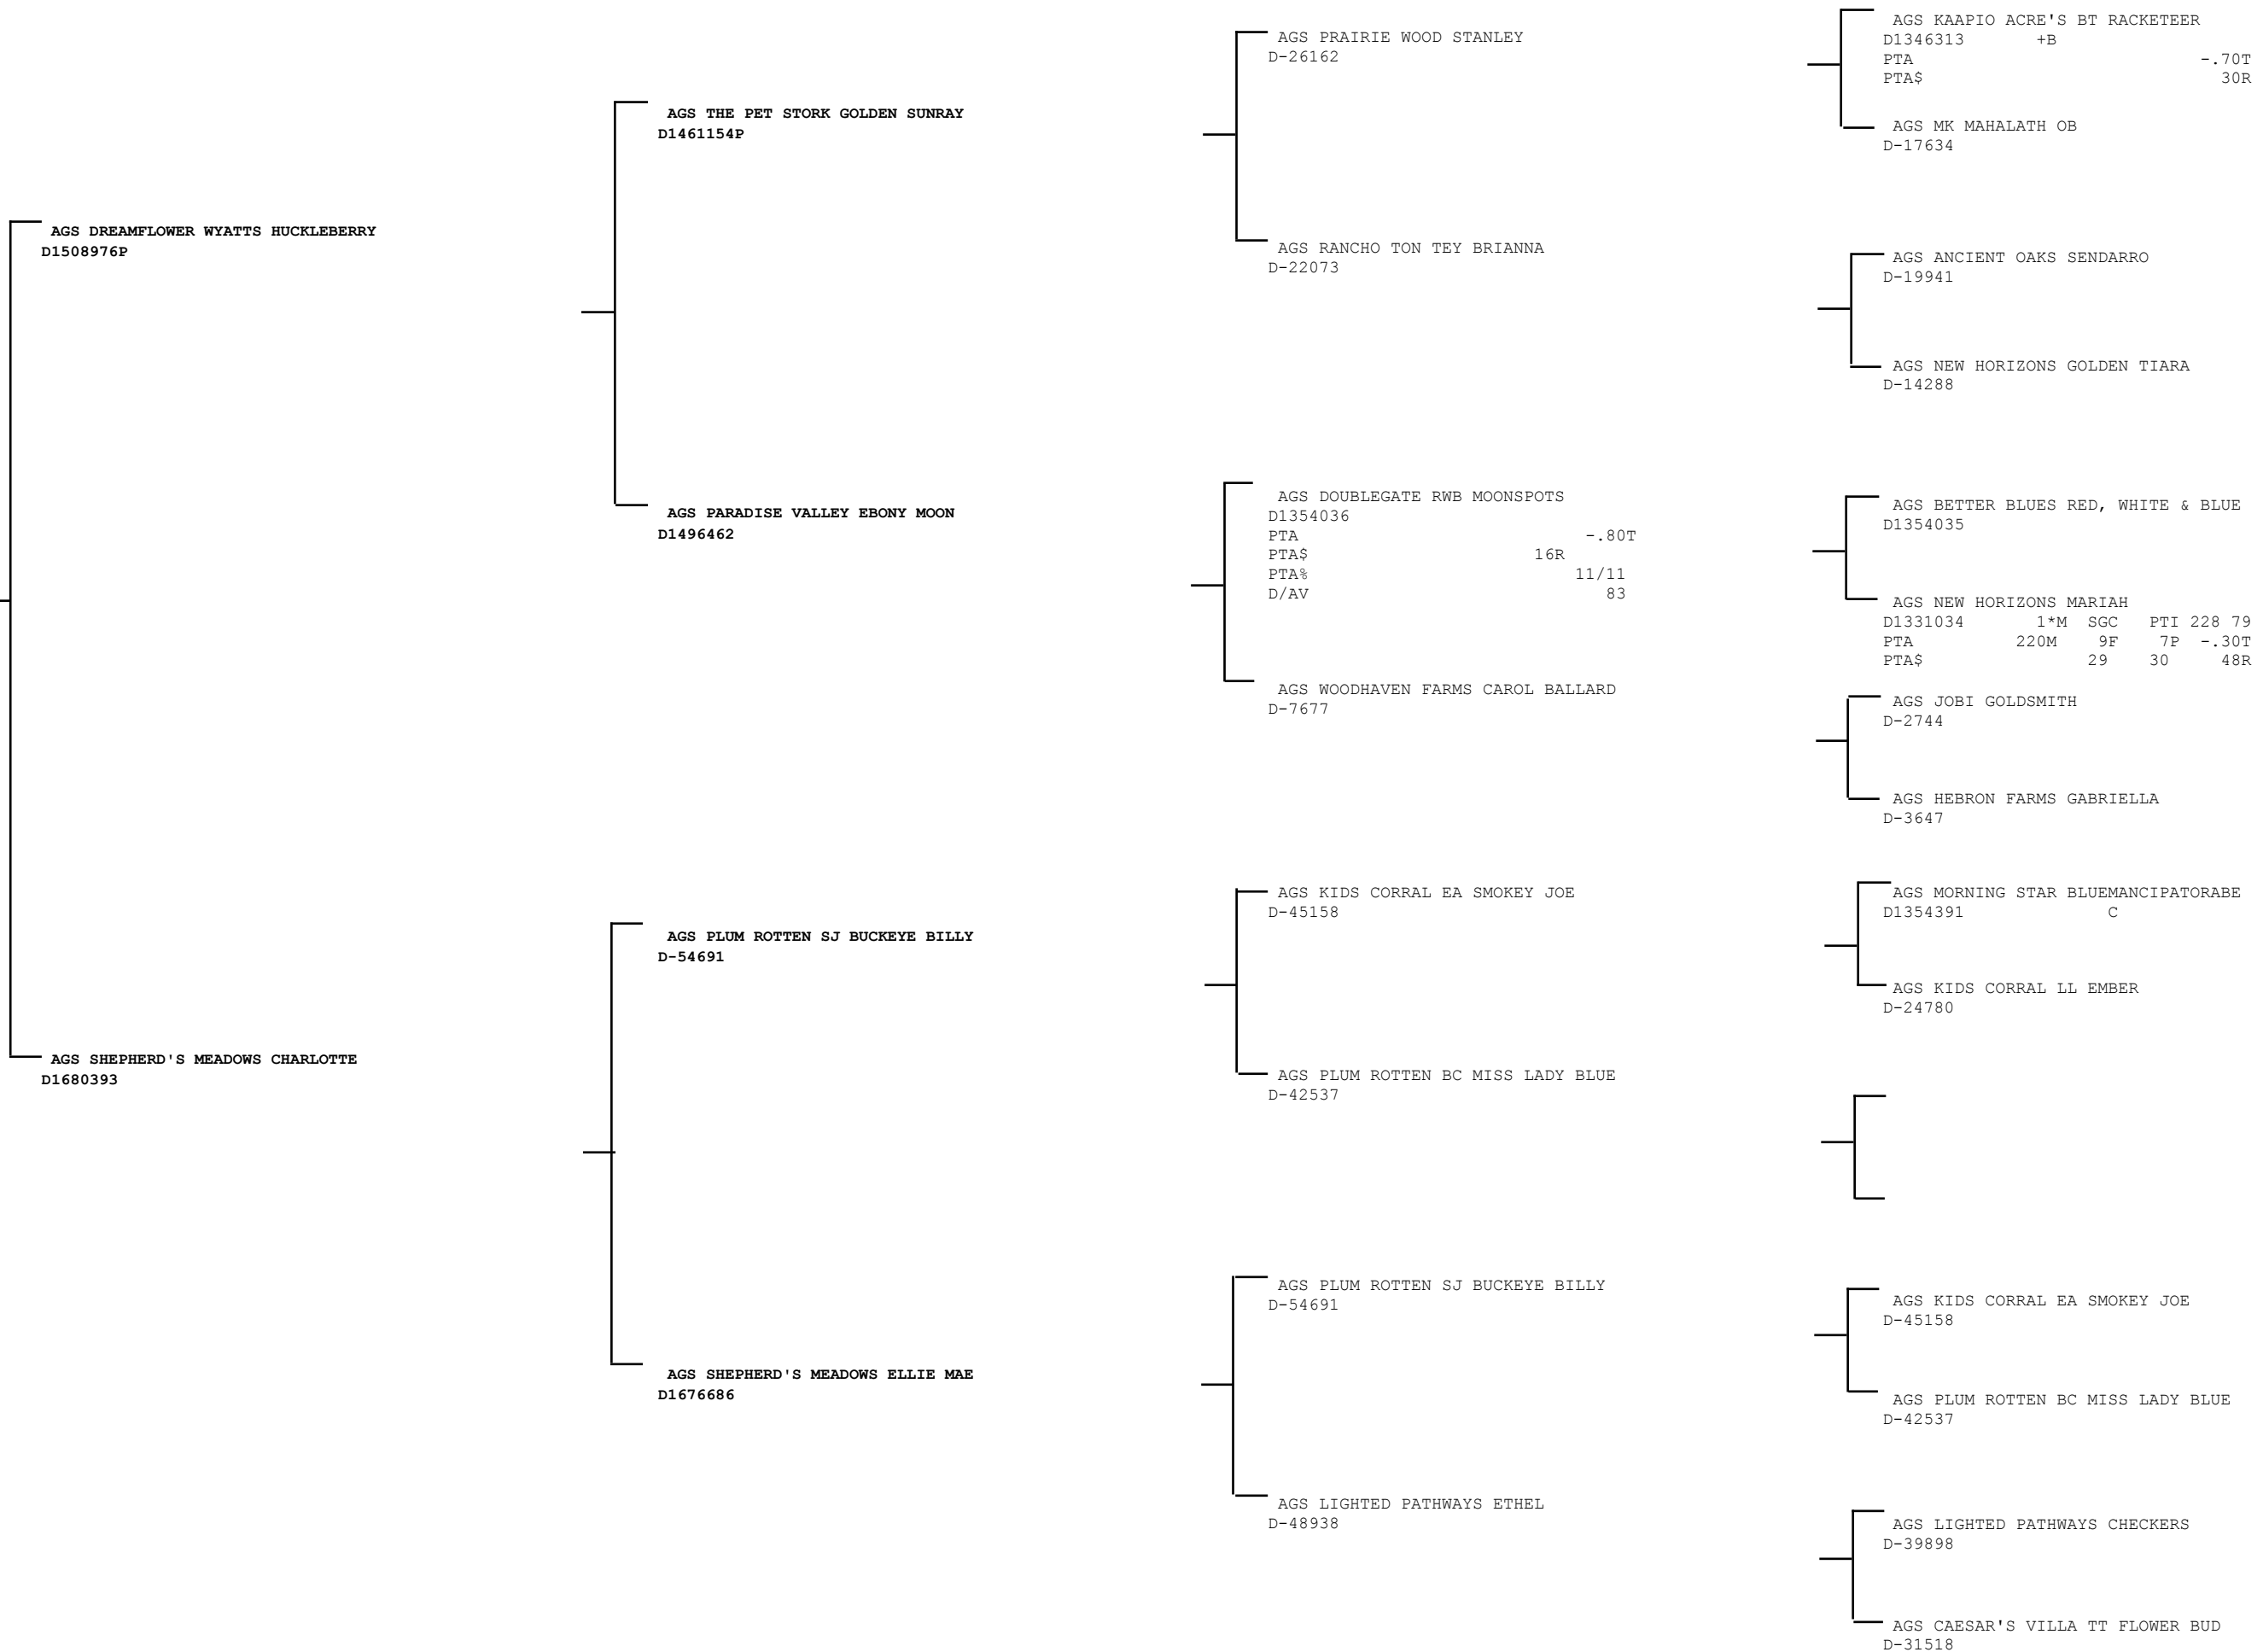 AGS DREAMFLOWER WYATTS HUCKLEBERRY
D1508976P
AGS SHEPHERD'S MEADOWS CHARLOTTE
D1680393
AGS THE PET STORK GOLDEN SUNRAY
D1461154P
AGS PARADISE VALLEY EBONY MOON
D1496462
AGS PLUM ROTTEN SJ BUCKEYE BILLY
D-54691
AGS SHEPHERD'S MEADOWS ELLIE MAE
D1676686
AGS PRAIRIE WOOD STANLEY
D-26162
AGS RANCHO TON TEY BRIANNA
D-22073
AGS DOUBLEGATE RWB MOONSPOTS
D1354036
PTA -.80T
PTA$ 16R
PTA% 11/11
D/AV 83
AGS WOODHAVEN FARMS CAROL BALLARD
D-7677
AGS KIDS CORRAL EA SMOKEY JOE
D-45158
AGS PLUM ROTTEN BC MISS LADY BLUE
D-42537
AGS PLUM ROTTEN SJ BUCKEYE BILLY
D-54691
AGS LIGHTED PATHWAYS ETHEL
D-48938
AGS KAAPIO ACRE'S BT RACKETEER
D1346313 +B
PTA -.70T
PTA$ 30R
AGS MK MAHALATH OB
D-17634
AGS ANCIENT OAKS SENDARRO
D-19941
AGS NEW HORIZONS GOLDEN TIARA
D-14288
AGS BETTER BLUES RED, WHITE & BLUE
D1354035
AGS NEW HORIZONS MARIAH
D1331034 1*M SGC PTI 228 79
PTA 220M 9F 7P -.30T
PTA$ 29 30 48R
AGS JOBI GOLDSMITH
D-2744
AGS HEBRON FARMS GABRIELLA
D-3647
AGS MORNING STAR BLUEMANCIPATORABE
D1354391 C
AGS KIDS CORRAL LL EMBER
D-24780
AGS KIDS CORRAL EA SMOKEY JOE
D-45158
AGS PLUM ROTTEN BC MISS LADY BLUE
D-42537
AGS LIGHTED PATHWAYS CHECKERS
D-39898
AGS CAESAR'S VILLA TT FLOWER BUD
D-31518